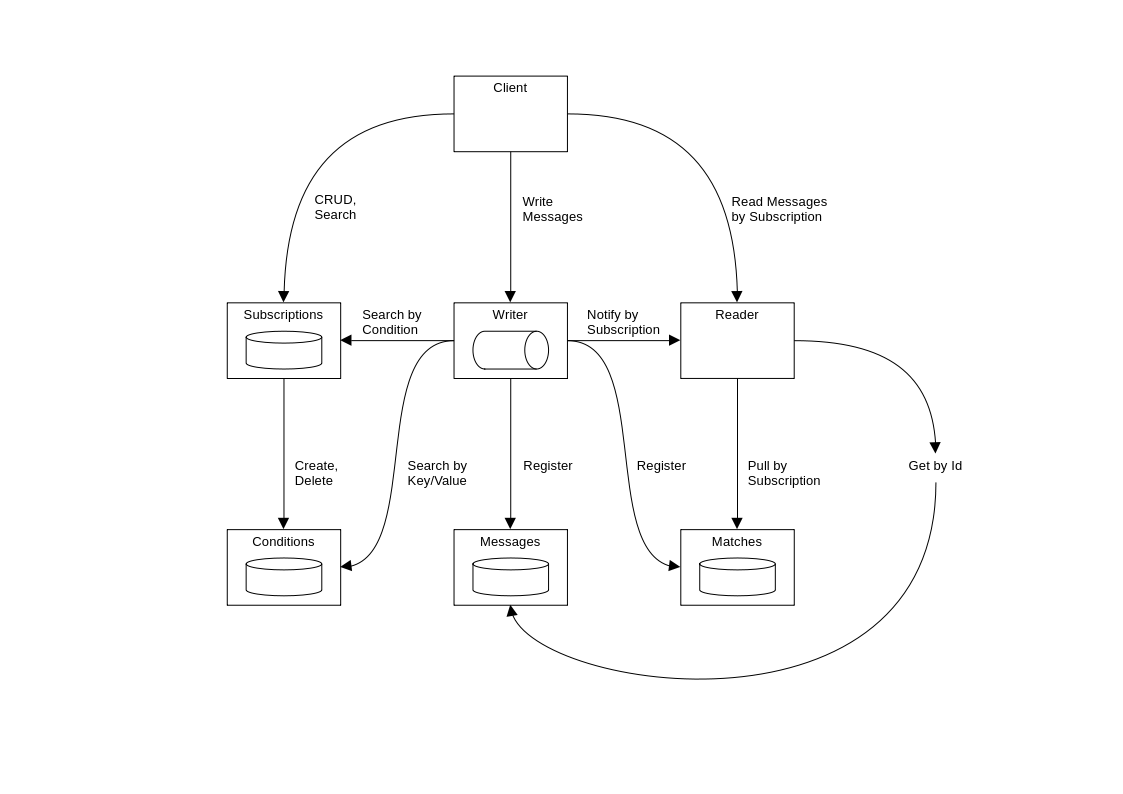 Client
CRUD,
Search
Write
Messages
Read Messages
by Subscription
Subscriptions
Search by
Condition
Writer
Notify by
Subscription
Reader
Create,
Delete
Search by
Key/Value
Register
Register
Pull by
Subscription
Get by Id
Conditions
Messages
Matches